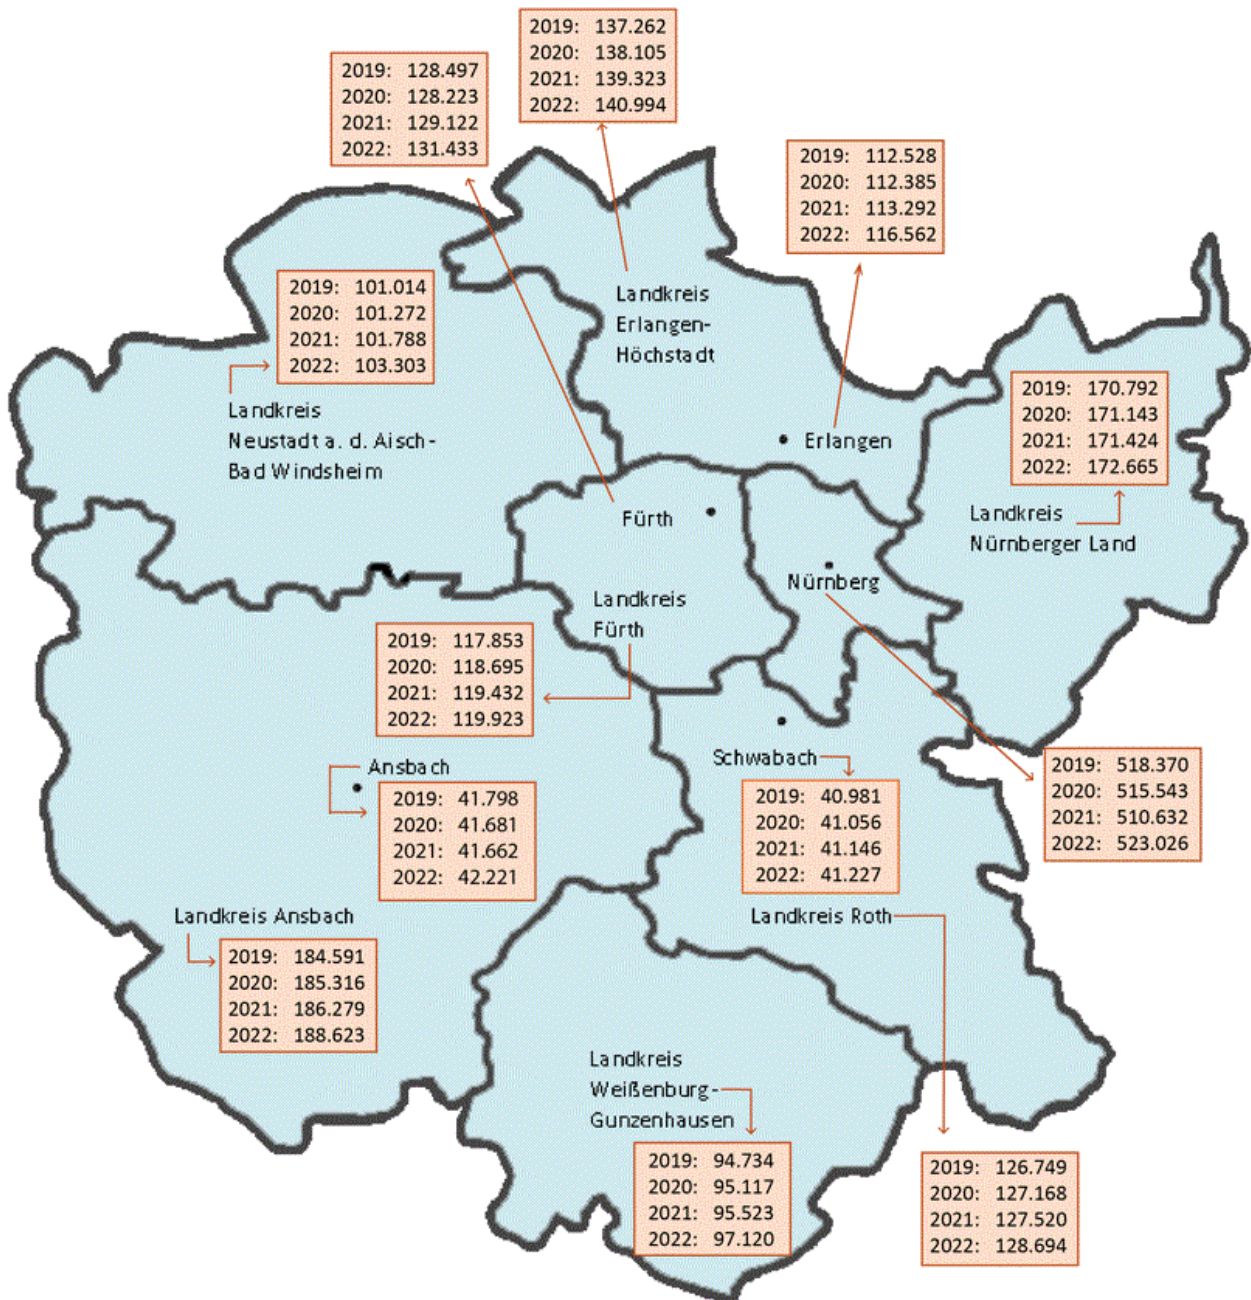 2019: 137.262
2020: 138.105
2021: 139.323
2022: 140.994
2019: 128.497
2020: 128.223
2021: 129.122
2022: 131.433
2019: 112.528
2020: 112.385
2021: 113.292
2022: 116.562
2019: 101.014
2020: 101.272
2021: 101.788
2022: 103.303
Landkreis
Erlangen-
Höchstadt
Landkreis
Neustadt a. d. Aisch-
Bad Windsheim
Erlangen
2019: 170.792
2020: 171.143
2021: 171.424
2022: 172.665
Landkreis
Nürnberger Land
Fürth
Nürnberg
Landkreis
Fürth
2019: 117.853
2020: 118.695
2021: 119.432
2022: 119.923
Ansbach
2019: 41.798
2020: 41.681
2021: 41.662
2022: 42.221
Schwabach
2019: 40.981
2020: 41.056
2021: 41.146
2022: 41.227
2019: 518.370
2020: 515.543
2021: 510.632
2022: 523.026
Landkreis Ansbach
2019: 184.591
2020: 185.316
2021: 186.279
2022: 188.623
Landkreis Roth
Landkreis
Weißenburg-
Gunzenhausen
2019: 94.734
2020: 95.117
2021: 95.523
2022: 97.120
2019: 126.749
2020: 127.168
2021: 127.520
2022: 128.694